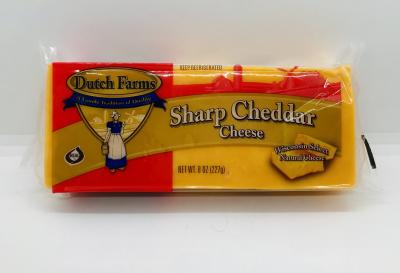 KEEP REFRIGERATED
Dutch Farms
A Family Tradition of Quality
Sharp Cheddar
Cheese
Wisconsin Select
Natural Cheese
NET WT. 8 OZ (227g)